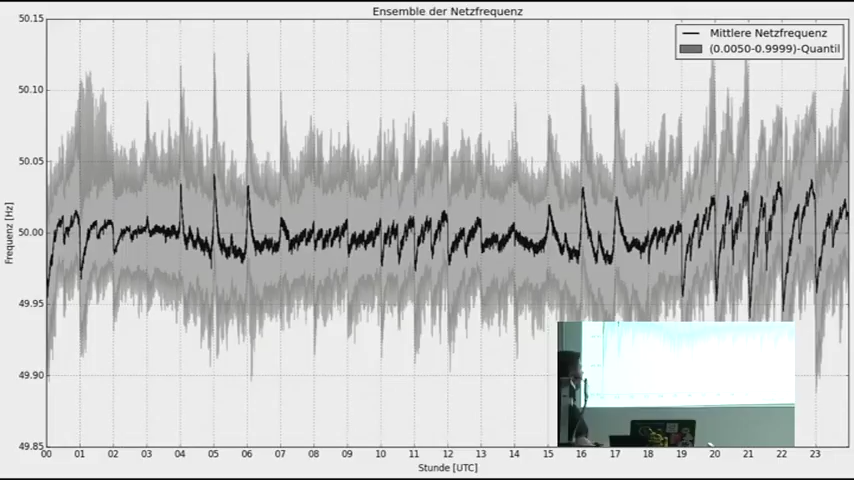 Ensemble der Netzfrequenz
50.15
Mittlere Netzfrequenz
(0.0050-0.9999)-Quantil
50.10
50.05
50.00
49.95
49.90
49.85
Frequenz [Hz]
00 01 02 03 04 05 06 07 08 09 10 11 12 13 14 15 16 17 18 19 20 21 22 23
Stunde [UTC]